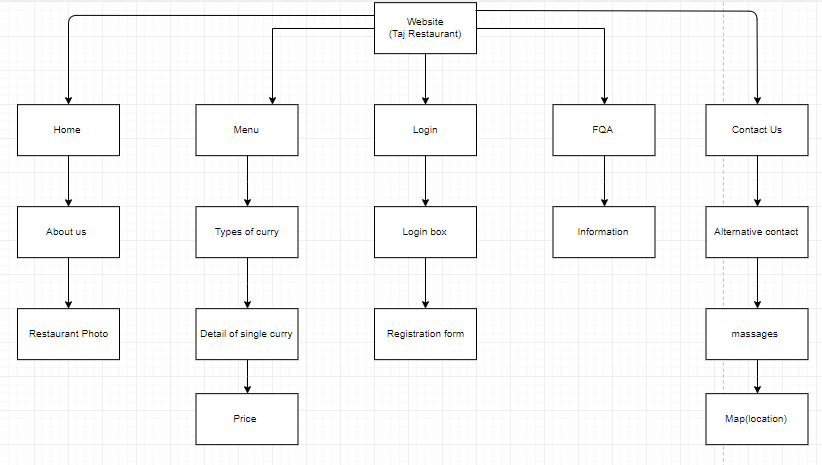 Website
(Taj Restaurant)
Home
Menu
Login
FQA
Contact Us
About us
Types of curry
Login box
Information
Alternative contact
Restaurant Photo
Detail of single curry
Registration form
massages
Price
Map(location)